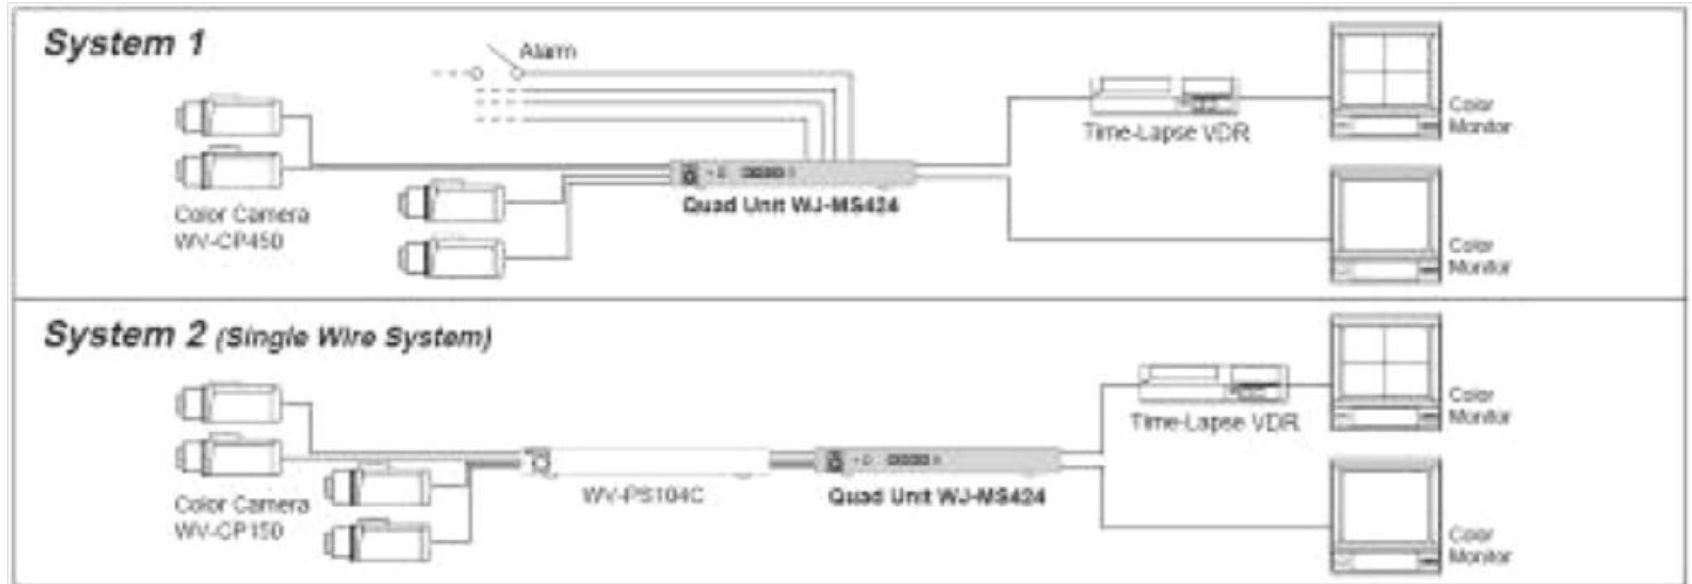 System 1
Alarm
Time-Lapse VDR
Color
Monitor
Color Camera
WV-CP450
Quad Unit WJ-MS424
Color
Monitor
System 2 (Single Wire System)
Time-Lapse VDR
Color
Monitor
Color Camera
WV-CP150
WV-PS104C
Quad Unit WJ-MS424
Color
Monitor